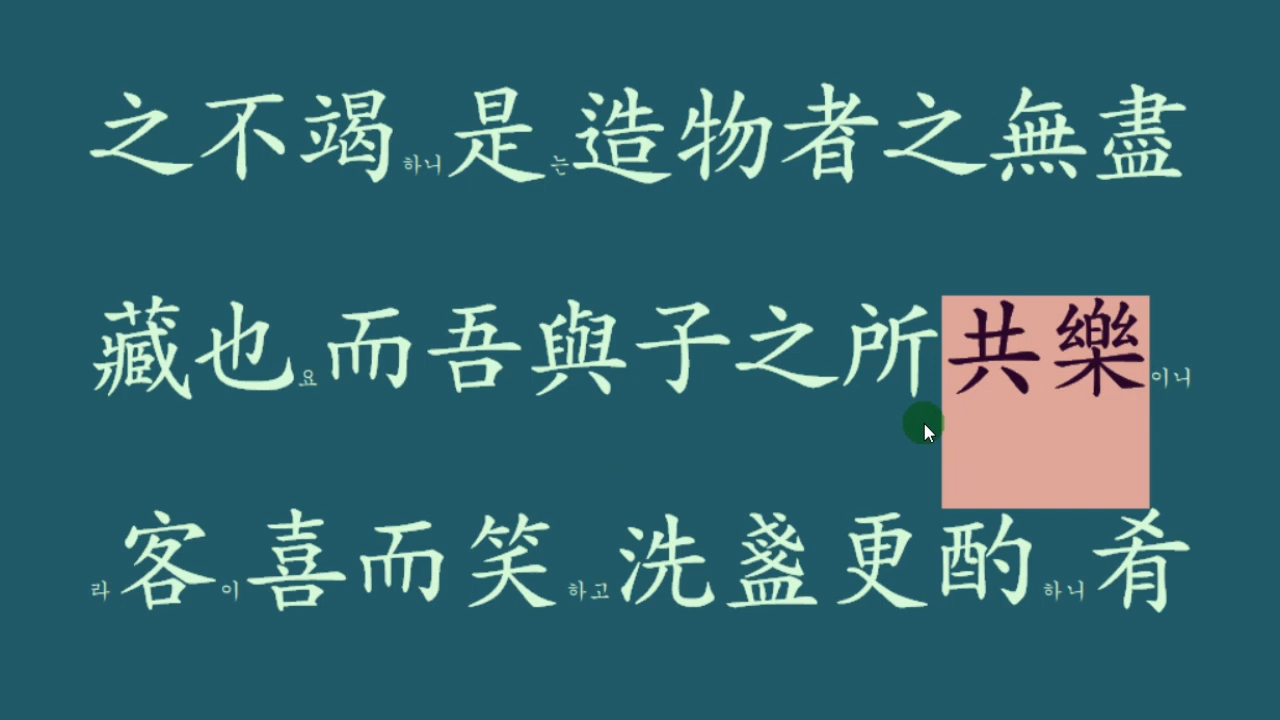 之不竭하니是는造物者之無盡
藏也요而吾與子之所共樂이니
라客이喜而笑하고洗盞更酌하니肴